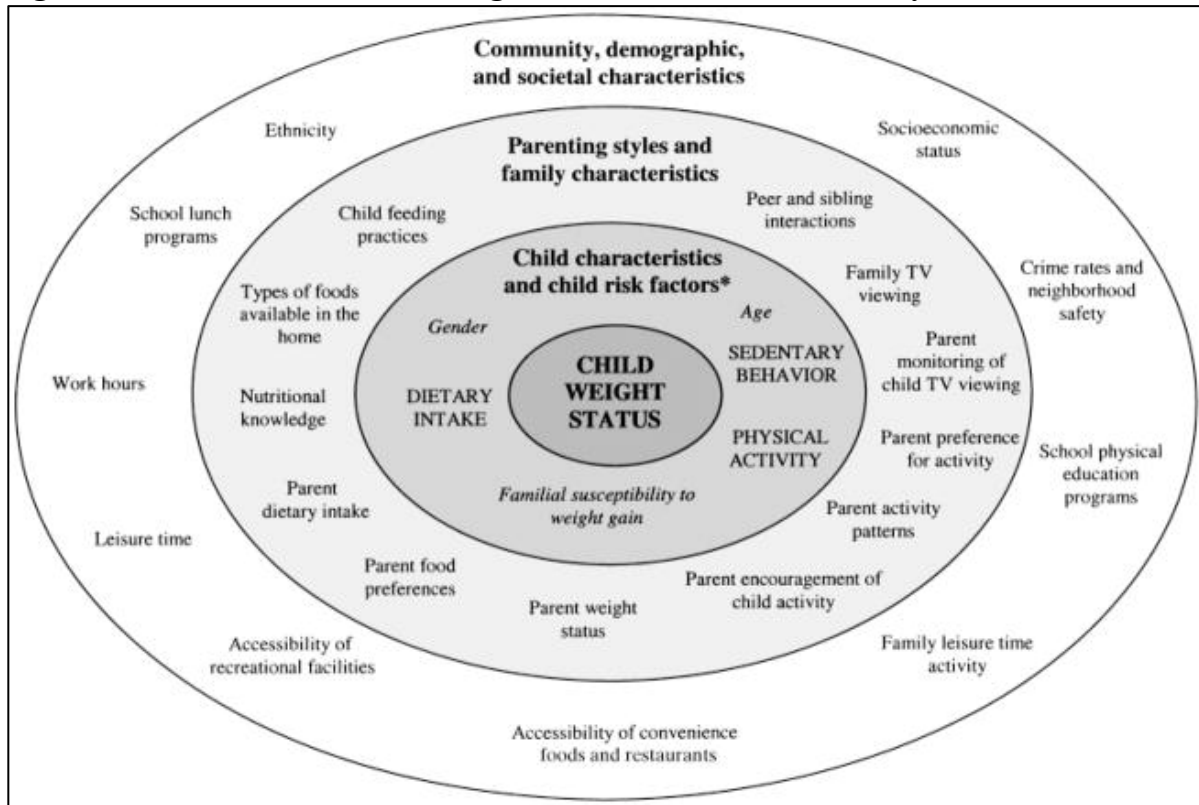 Community, demographic,
and societal characteristics
Ethnicity
Socioeconomic
status
Parenting styles and
family characteristics
School lunch
programs
Child feeding
practices
Peer and sibling
interactions
Child characteristics
and child risk factors*
Types of foods
available in the
home
Family TV
viewing
Crime rates and
neighborhood
safety
Gender
Age
CHILD
WEIGHT
STATUS
SEDENTARY
BEHAVIOR
Parent
monitoring of
child TV viewing
Work hours
Nutritional
knowledge
DIETARY
INTAKE
PHYSICAL
ACTIVITY
Parent preference
for activity
School physical
education
programs
Parent
dietary intake
Familial susceptibility to
weight gain
Parent activity
patterns
Leisure time
Parent food
preferences
Parent weight
status
Parent encouragement of
child activity
Accessibility of
recreational facilities
Family leisure time
activity
Accessibility of convenience
foods and restaurants